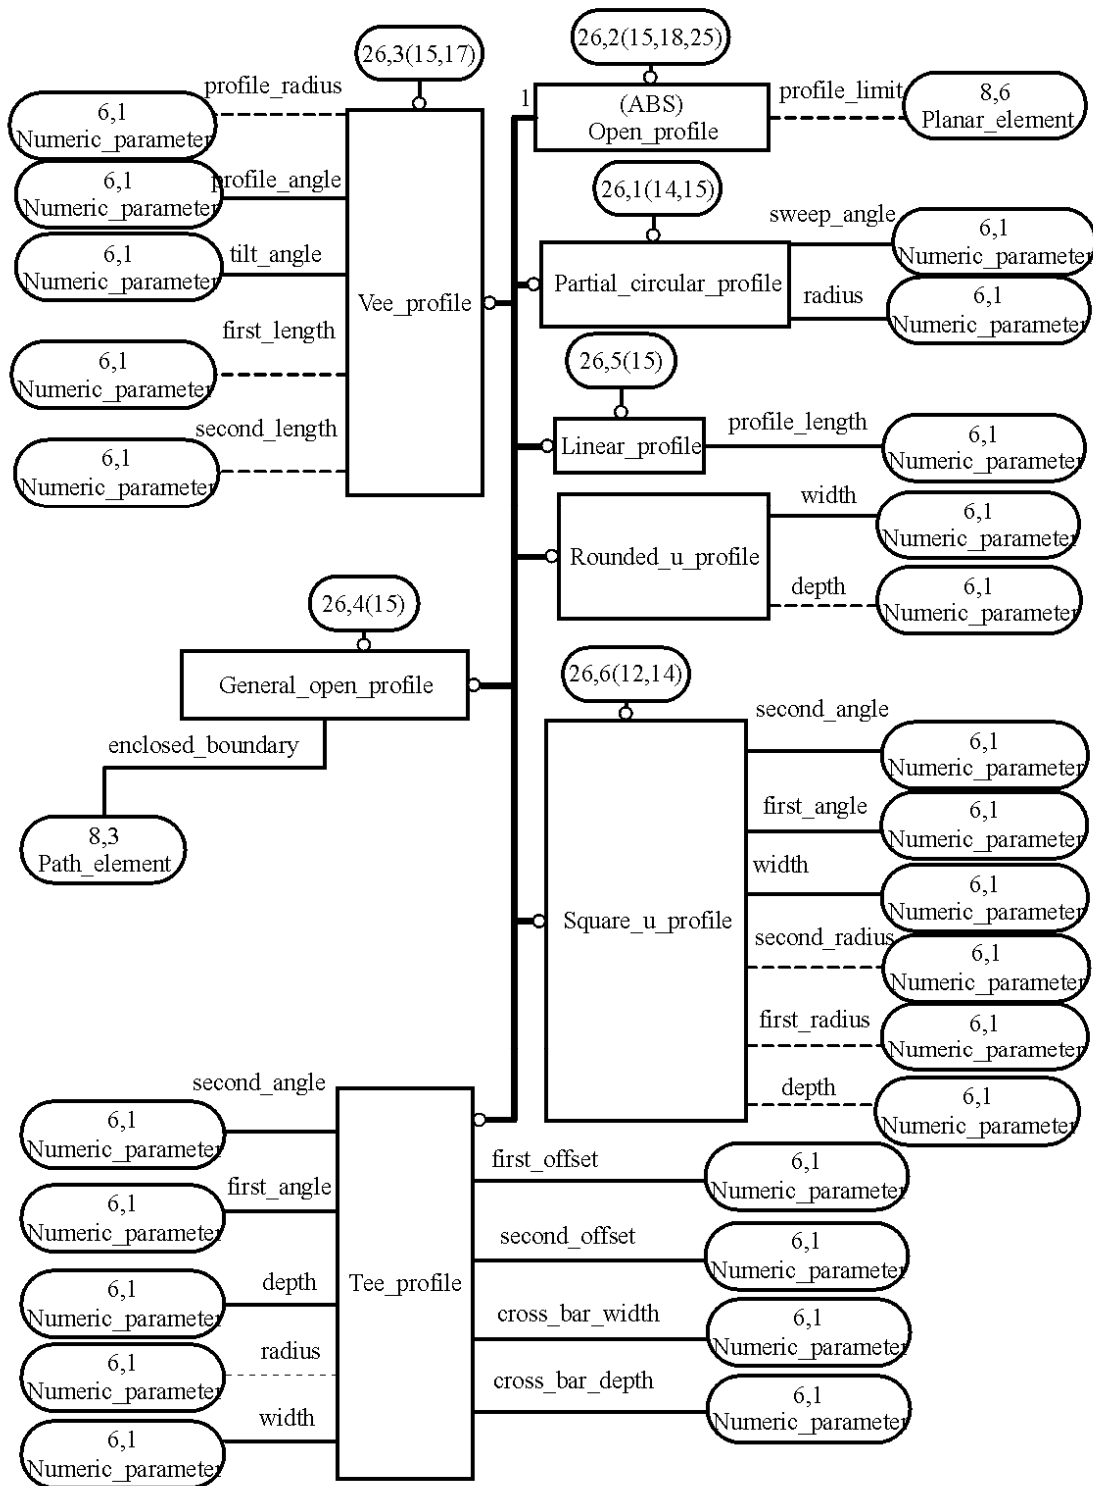 26,3(15,17)
26,2(15,18,25)
profile_radius
6,1
Numeric_parameter
profile_angle
6,1
Numeric_parameter
tilt_angle
6,1
Numeric_parameter
first_length
6,1
Numeric_parameter
second_length
6,1
Numeric_parameter
Vee_profile
1
(ABS)
Open_profile
profile_limit
8,6
Planar_element
26,1(14,15)
Partial_circular_profile
sweep_angle
6,1
Numeric_parameter
radius
6,1
Numeric_parameter
26,5(15)
Linear_profile
profile_length
6,1
Numeric_parameter
Rounded_u_profile
width
6,1
Numeric_parameter
depth
6,1
Numeric_parameter
26,4(15)
General_open_profile
enclosed_boundary
8,3
Path_element
26,6(12,14)
Square_u_profile
second_angle
6,1
Numeric_parameter
first_angle
6,1
Numeric_parameter
width
6,1
Numeric_parameter
second_radius
6,1
Numeric_parameter
first_radius
6,1
Numeric_parameter
depth
6,1
Numeric_parameter
second_angle
6,1
Numeric_parameter
first_angle
6,1
Numeric_parameter
depth
6,1
Numeric_parameter
radius
6,1
Numeric_parameter
width
6,1
Numeric_parameter
Tee_profile
first_offset
6,1
Numeric_parameter
second_offset
6,1
Numeric_parameter
cross_bar_width
6,1
Numeric_parameter
cross_bar_depth
6,1
Numeric_parameter